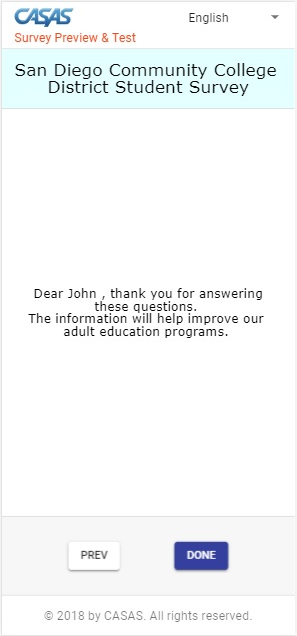 CASAS
English
Survey Preview & Test
San Diego Community College
District Student Survey
Dear John , thank you for answering
these questions.
The information will help improve our
adult education programs.
PREV
DONE
© 2018 by CASAS. All rights reserved.